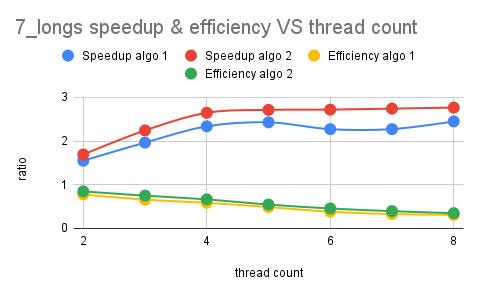 7_longs speedup & efficiency VS thread count
Speedup algo 1 Speedup algo 2 Efficiency algo 1
Efficiency algo 2
3
2
1
0
ratio
2 4 6 8
thread count